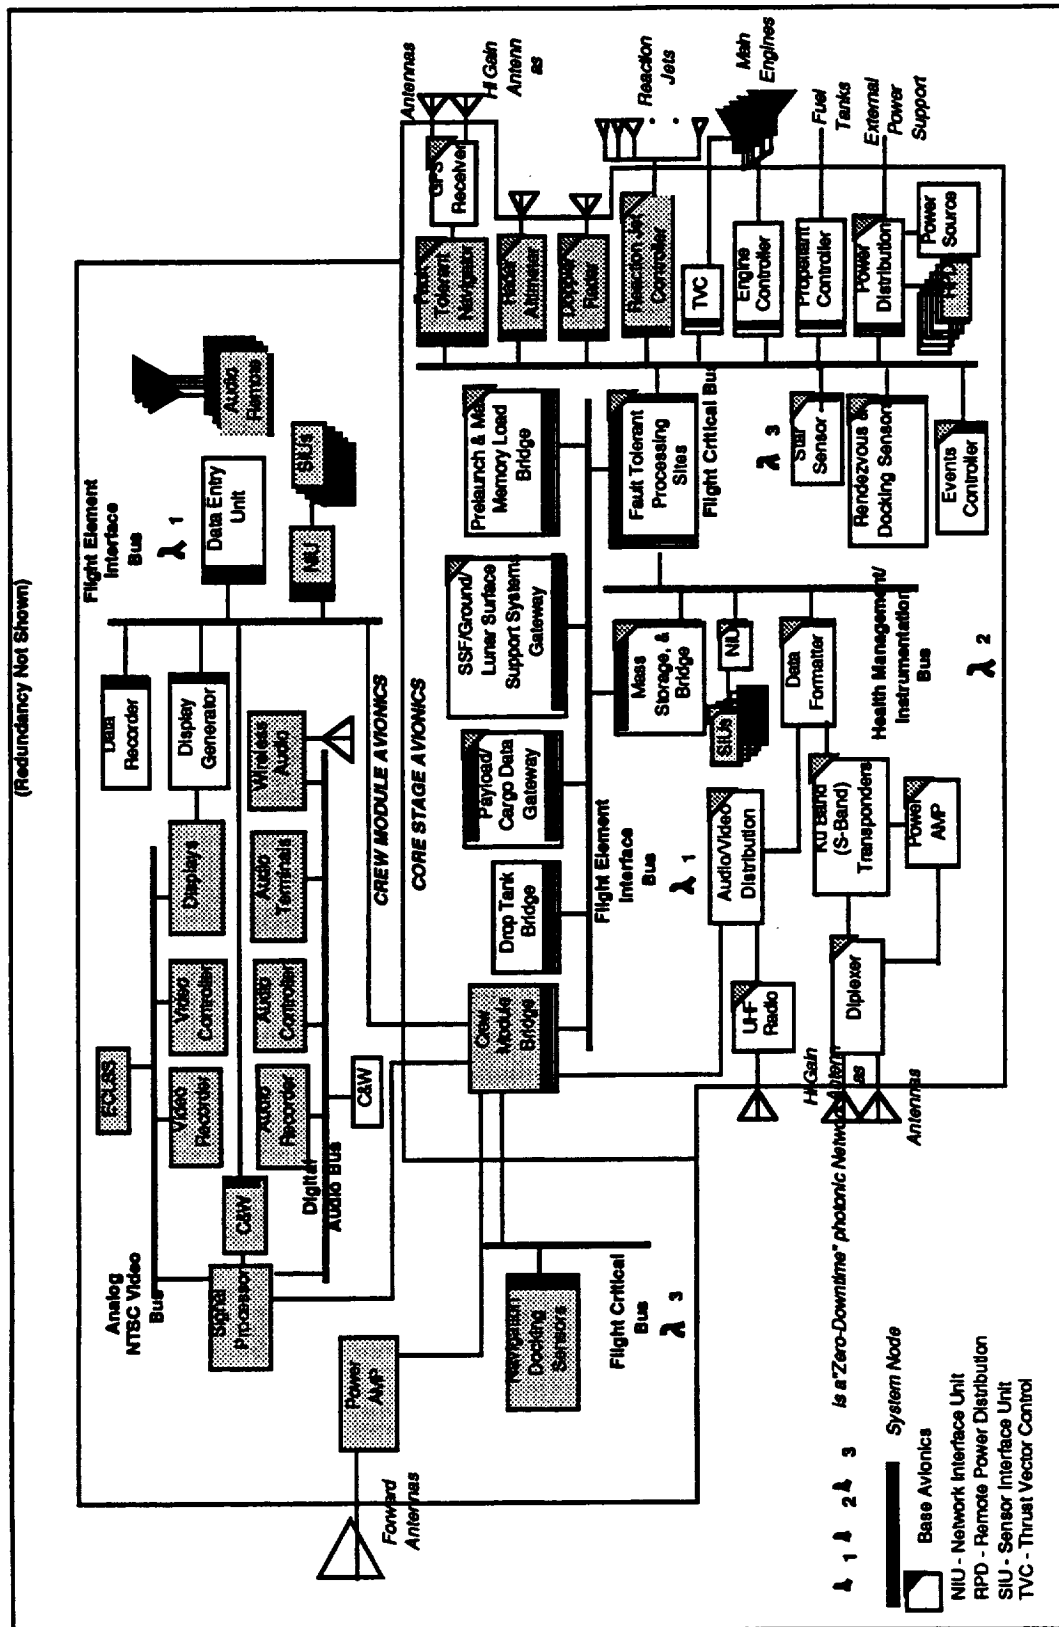 (Redundancy Not Shown)
Flight Element
Interface
Bus
λ 1
Data Entry
Unit
NIU
SIUs
Audio
Remote
Data
Recorder
Display
Generator
Displays
Wireless
Audio
Audio
Terminals
Video
Controller
Audio
Controller
ECLSS
Video
Recorder
Audio
Recorder
Digital
Audio Bus
C&W
C&W
Analog
NTSC Video
Bus
Signal
Processor
Power
AMP
Forward
Antennas
CREW MODULE AVIONICS
CORE STAGE AVIONICS
Antennas
Hi Gain
Antenn
as
GPS
Receiver
Fault
Tolerant
Navigator
Radar
Altimeter
Doppler
Radar
Reaction Jet
Controller
Reaction
Jets
TVC
Main
Engines
Engine
Controller
Propellant
Controller
Fuel
Tanks
Power
Distribution
External
Power
Support
Power
Source
RPD
Prelaunch & Ma
Memory Load
Bridge
SSF/Ground/
Luner Surface
Support Systems
Gateway
Payload/
Cargo Data
Gateway
Drop Tank
Bridge
Crew
Module
Bridge
Flight Element
Interface
Bus
λ 1
Fault Tolerant
Processing
Sites
Flight Critical
Bus
λ 3
Star
Sensor
Rendezvous &
Docking Sensors
Events
Controller
Mass
Storage, &
Bridge
NIU
SIUs
Data
Formatter
Health Management/
Instrumentation
Bus
λ 2
Audio/Video
Distribution
Ku Band
(S-Band)
Transponders
Power
AMP
UHF
Radio
Diplexer
Hi Gain
Antenn
as
Antennas
Navigation
Docking
Sensors
Flight Critical
Bus
λ 3
λ 1 λ 2 λ 3 is a "Zero-Downtime" photonic Network
System Node
Base Avionics
NIU - Network Interface Unit
RPD - Remote Power Distribution
SIU - Sensor Interface Unit
TVC - Thrust Vector Control